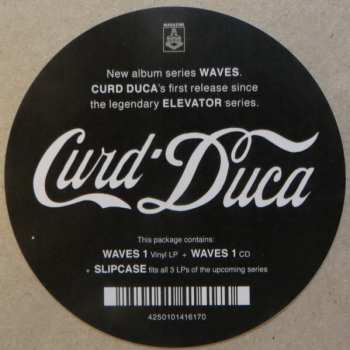 MAGAZINE
New album series WAVES.
CURD DUCA's first release since
the legendary ELEVATOR series.
Curd·Duca
This package contains:
WAVES 1 Vinyl LP + WAVES 1 CD
+ SLIPCASE fits all 3 LPs of the upcoming series
4250101416170